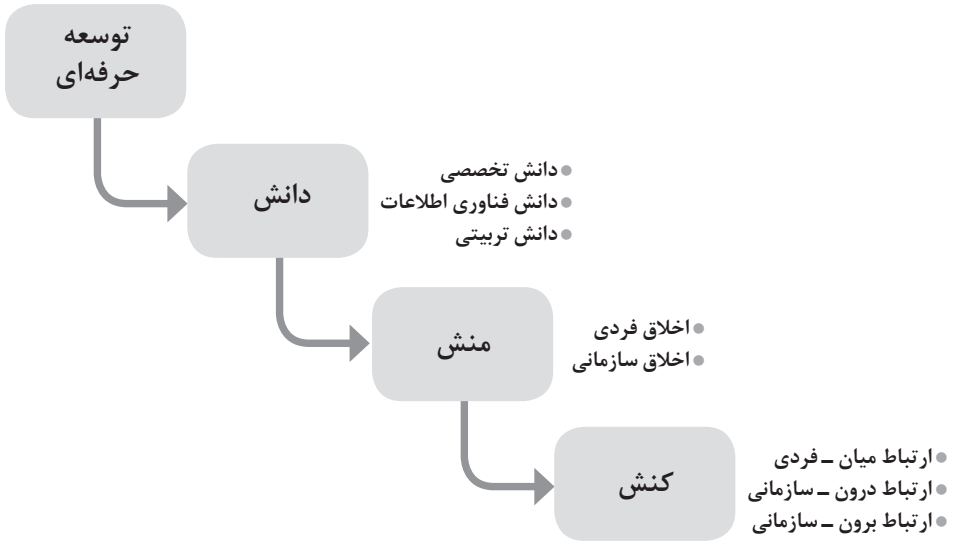 توسعه
حرفه‌ای
دانش
● دانش تخصصی
● دانش فناوری اطلاعات
● دانش تربیتی
منش
● اخلاق فردی
● اخلاق سازمانی
کنش
● ارتباط میان ـ فردی
● ارتباط درون ـ سازمانی
● ارتباط برون ـ سازمانی